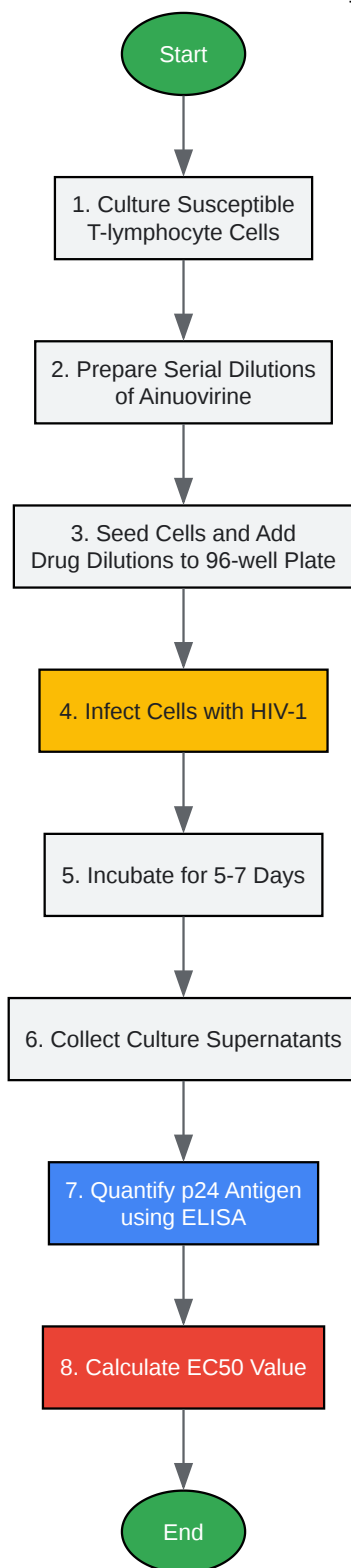 Start
1. Culture Susceptible
T-lymphocyte Cells
2. Prepare Serial Dilutions
of Ainuovirine
3. Seed Cells and Add
Drug Dilutions to 96-well Plate
4. Infect Cells with HIV-1
5. Incubate for 5-7 Days
6. Collect Culture Supernatants
7. Quantify p24 Antigen
using ELISA
8. Calculate EC50 Value
End